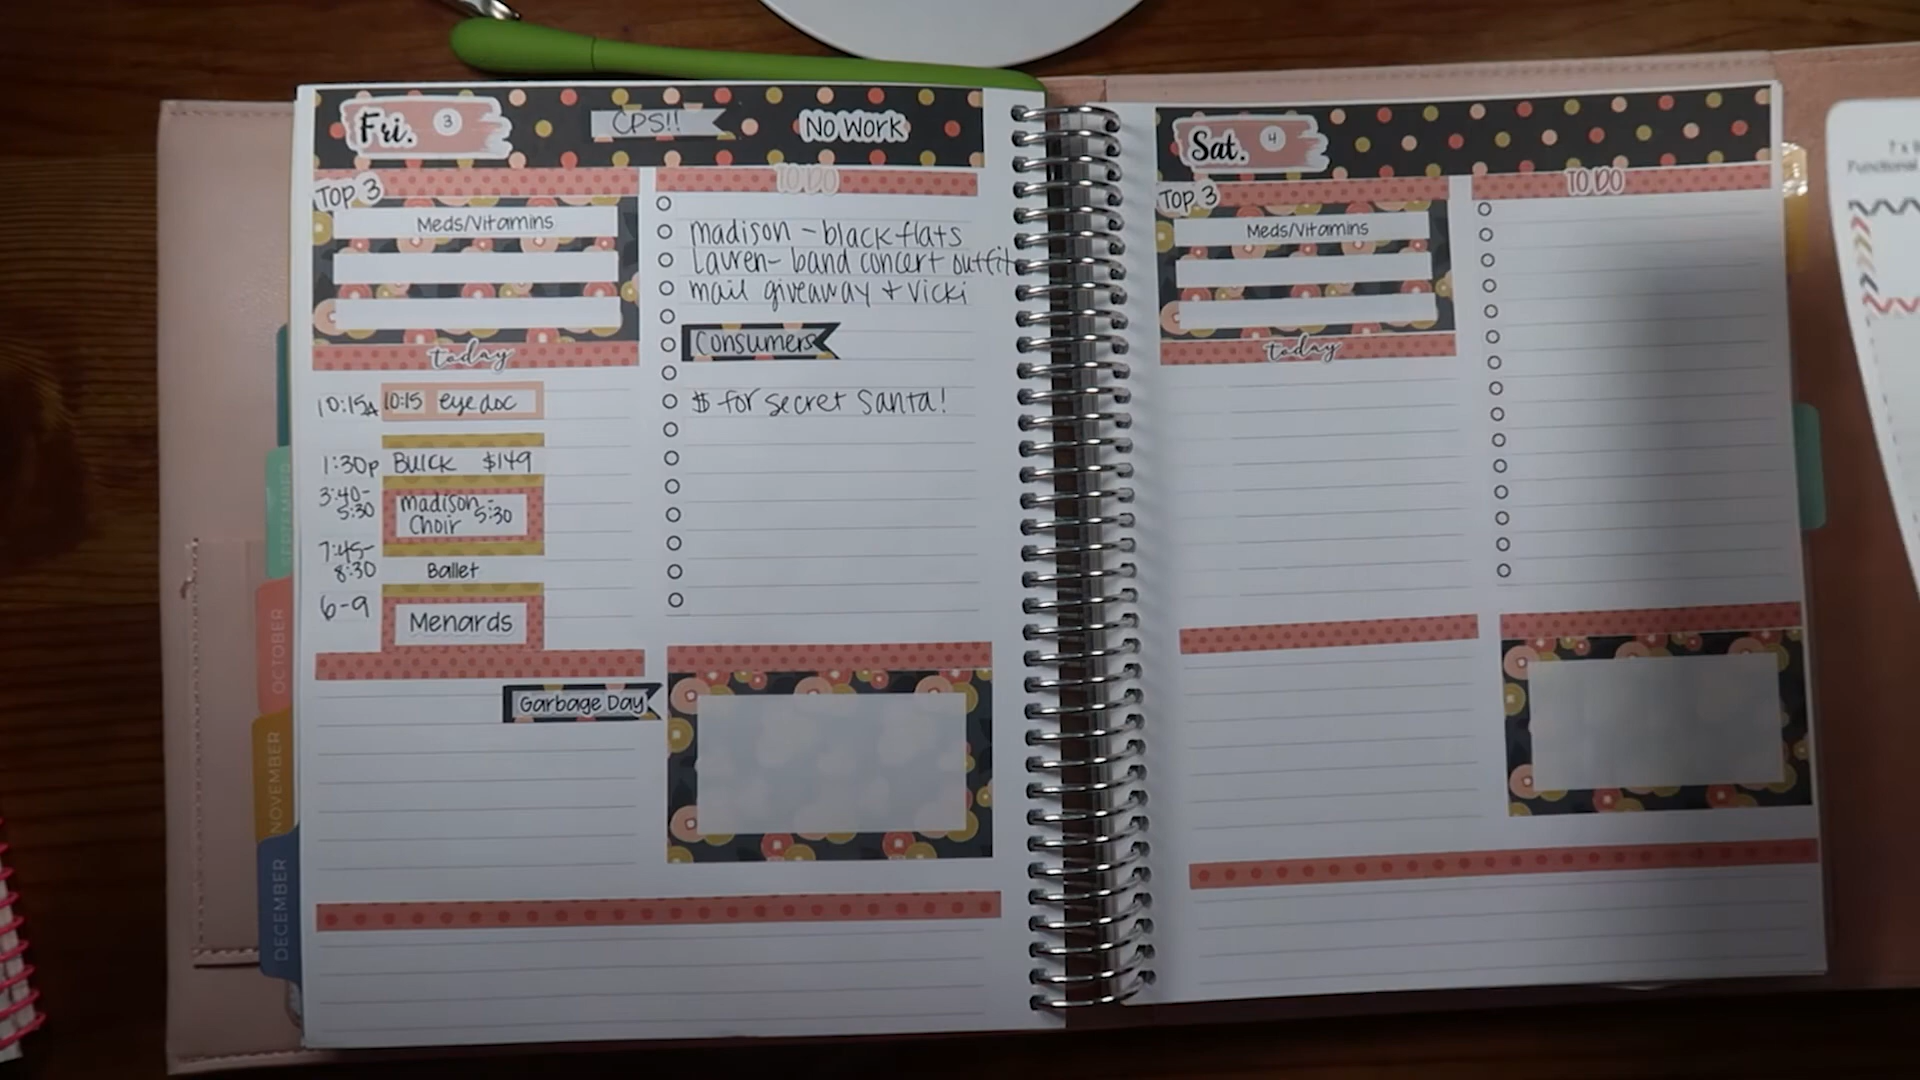 Fri. 3
CPS!!
No Work
Top 3
Meds/Vitamins
today
10:15A 10:15 eye doc
1:30p Buick $149
3:40-
5:30
madison -
Choir 5:30
7:45-
8:30
Ballet
6-9 Menards
Garbage Day
TO DO
madison - black flats
Lauren- band concert outfit
mail giveaway + Vicki
Consumers
$ for secret Santa!
Sat. 4
Top 3
Meds/Vitamins
today
TO DO
SEPTEMBER
OCTOBER
NOVEMBER
DECEMBER
Functional